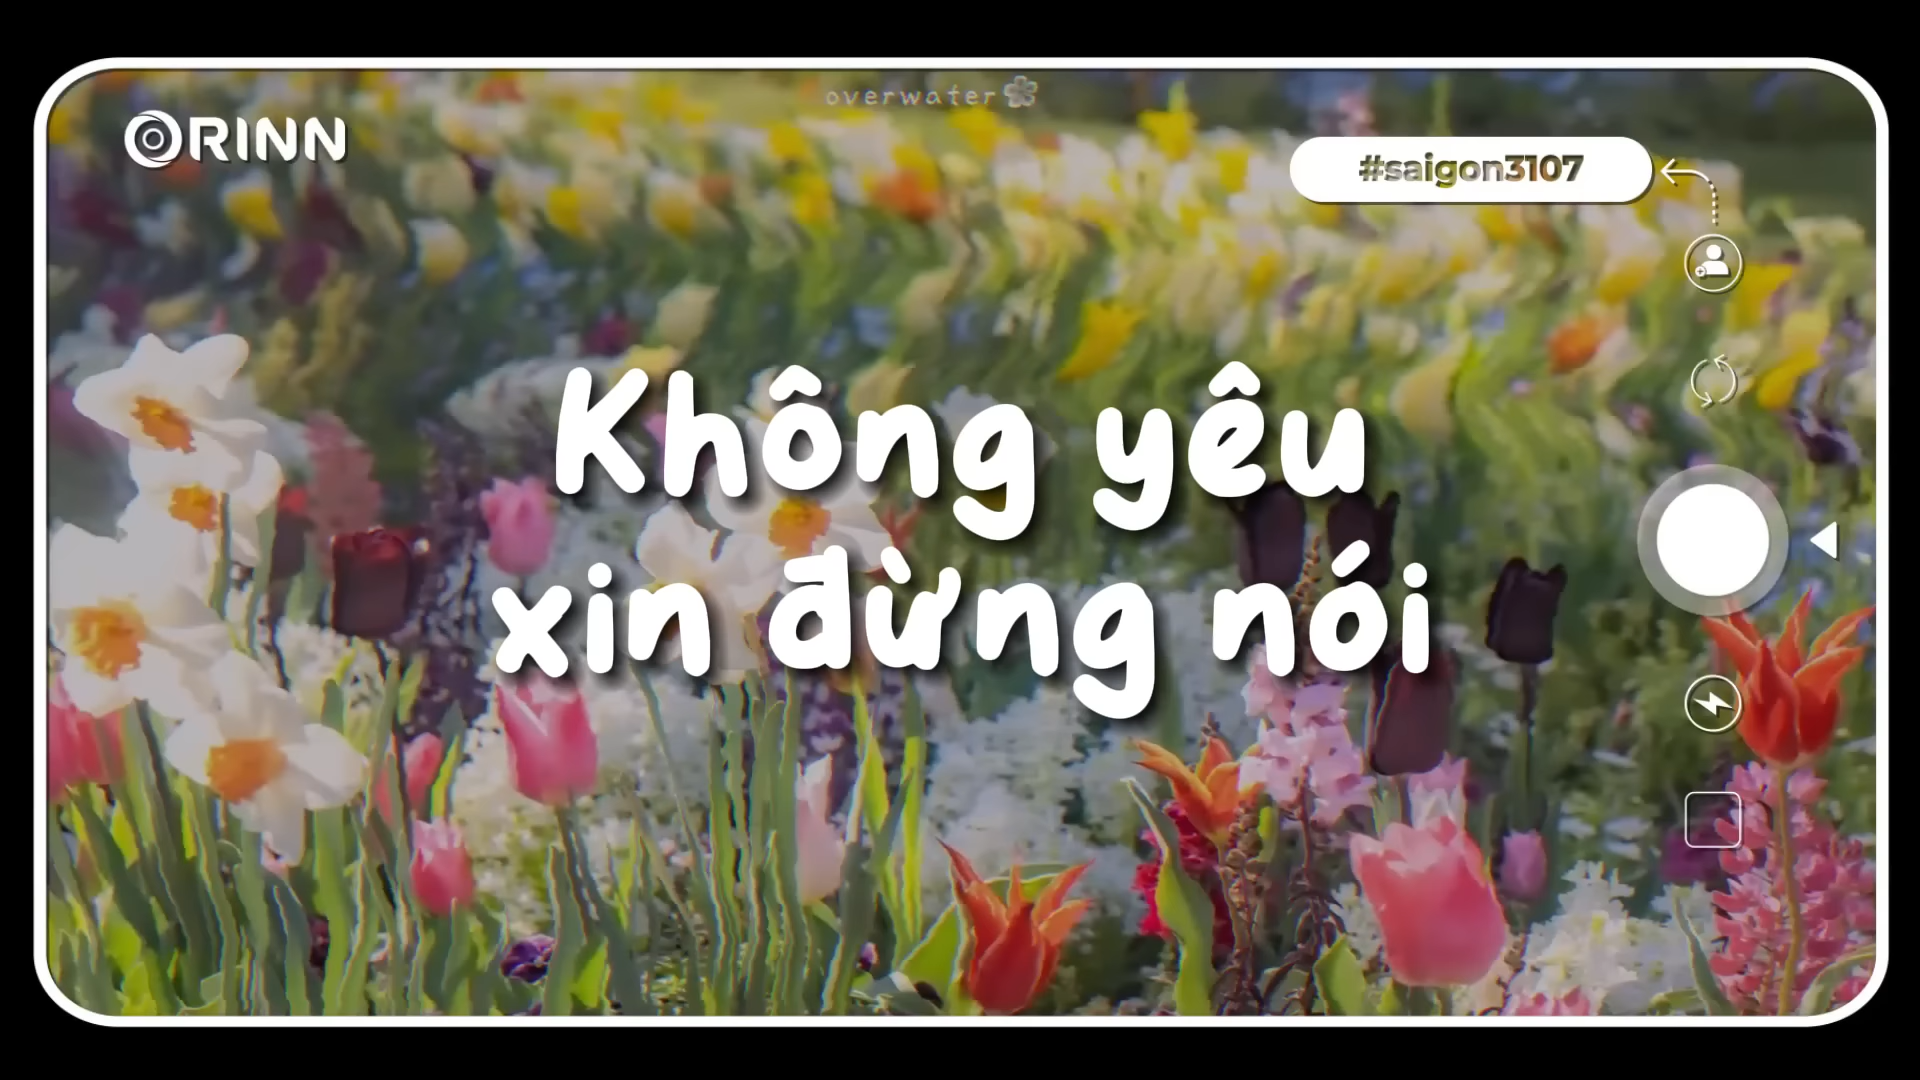 overwater
ORINN
#saigon3107
Không yêu
xin đừng nói